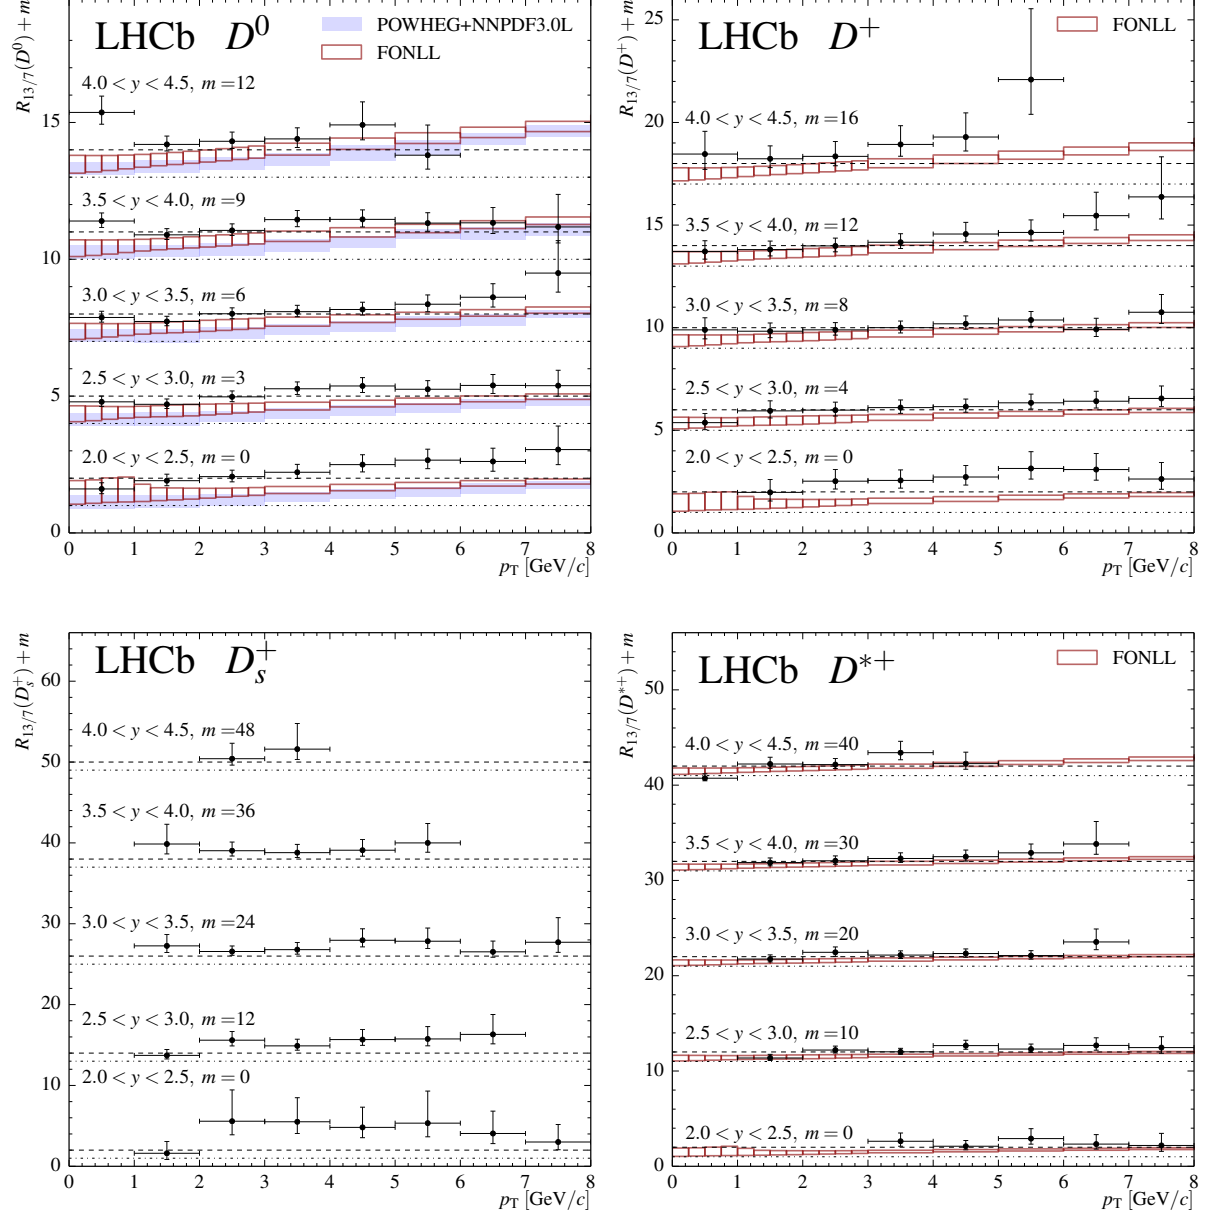 LHCb D⁰
POWHEG+NNPDF3.0L
FONLL
R₁₃/₇(D⁰) + m
4.0 < y < 4.5, m = 12
3.5 < y < 4.0, m = 9
3.0 < y < 3.5, m = 6
2.5 < y < 3.0, m = 3
2.0 < y < 2.5, m = 0
15
10
5
0
0 1 2 3 4 5 6 7 8
p_T [GeV/c]
LHCb D⁺
FONLL
R₁₃/₇(D⁺) + m
4.0 < y < 4.5, m = 16
3.5 < y < 4.0, m = 12
3.0 < y < 3.5, m = 8
2.5 < y < 3.0, m = 4
2.0 < y < 2.5, m = 0
25
20
15
10
5
0
0 1 2 3 4 5 6 7 8
p_T [GeV/c]
LHCb D_s⁺
R₁₃/₇(D_s⁺) + m
4.0 < y < 4.5, m = 48
3.5 < y < 4.0, m = 36
3.0 < y < 3.5, m = 24
2.5 < y < 3.0, m = 12
2.0 < y < 2.5, m = 0
60
50
40
30
20
10
0
0 1 2 3 4 5 6 7 8
p_T [GeV/c]
LHCb D*⁺
FONLL
R₁₃/₇(D*⁺) + m
4.0 < y < 4.5, m = 40
3.5 < y < 4.0, m = 30
3.0 < y < 3.5, m = 20
2.5 < y < 3.0, m = 10
2.0 < y < 2.5, m = 0
50
40
30
20
10
0
0 1 2 3 4 5 6 7 8
p_T [GeV/c]